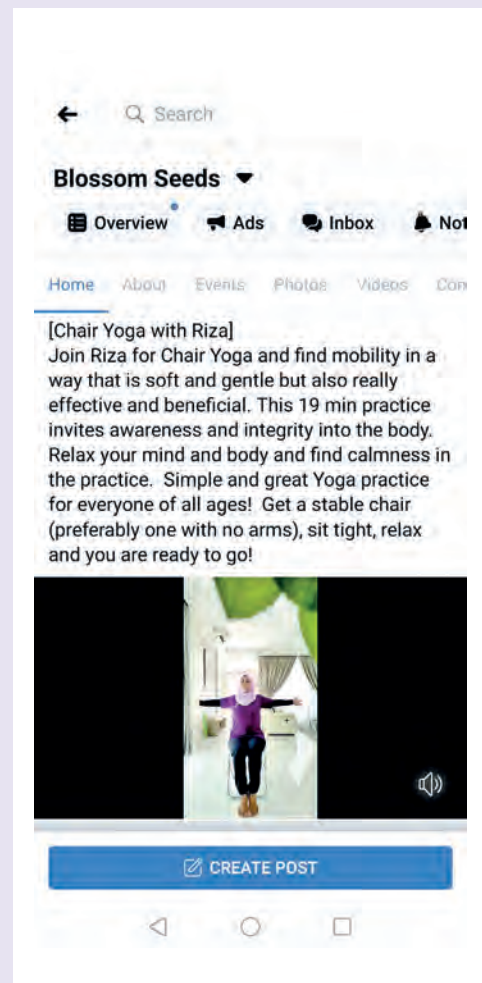 Search
Blossom Seeds
Overview Ads Inbox Not
Home About Events Photos Videos Com
[Chair Yoga with Riza]
Join Riza for Chair Yoga and find mobility in a
way that is soft and gentle but also really
effective and beneficial. This 19 min practice
invites awareness and integrity into the body.
Relax your mind and body and find calmness in
the practice. Simple and great Yoga practice
for everyone of all ages! Get a stable chair
(preferably one with no arms), sit tight, relax
and you are ready to go!
CREATE POST